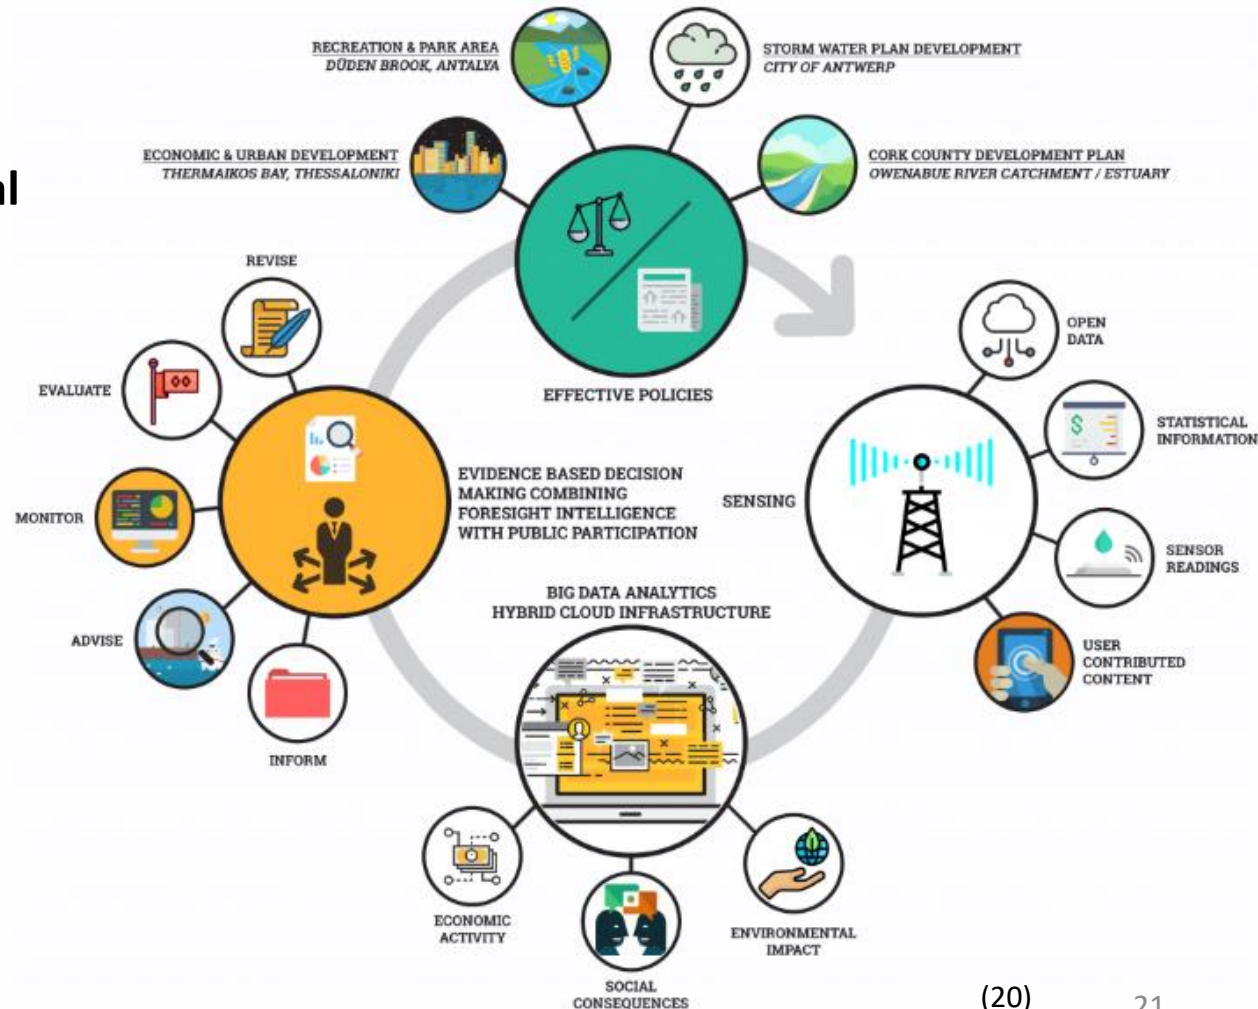 RECREATION & PARK AREA
DÜDEN BROOK, ANTALYA
STORM WATER PLAN DEVELOPMENT
CITY OF ANTWERP
ECONOMIC & URBAN DEVELOPMENT
THERMAIKOS BAY, THESSALONIKI
CORK COUNTY DEVELOPMENT PLAN
OWENABUE RIVER CATCHMENT / ESTUARY
EFFECTIVE POLICIES
REVISE
EVALUATE
MONITOR
ADVISE
INFORM
EVIDENCE BASED DECISION
MAKING COMBINING
FORESIGHT INTELLIGENCE
WITH PUBLIC PARTICIPATION
SENSING
OPEN
DATA
STATISTICAL
INFORMATION
SENSOR
READINGS
USER
CONTRIBUTED
CONTENT
BIG DATA ANALYTICS
HYBRID CLOUD INFRASTRUCTURE
ECONOMIC
ACTIVITY
SOCIAL
CONSEQUENCES
ENVIRONMENTAL
IMPACT
(20)
21